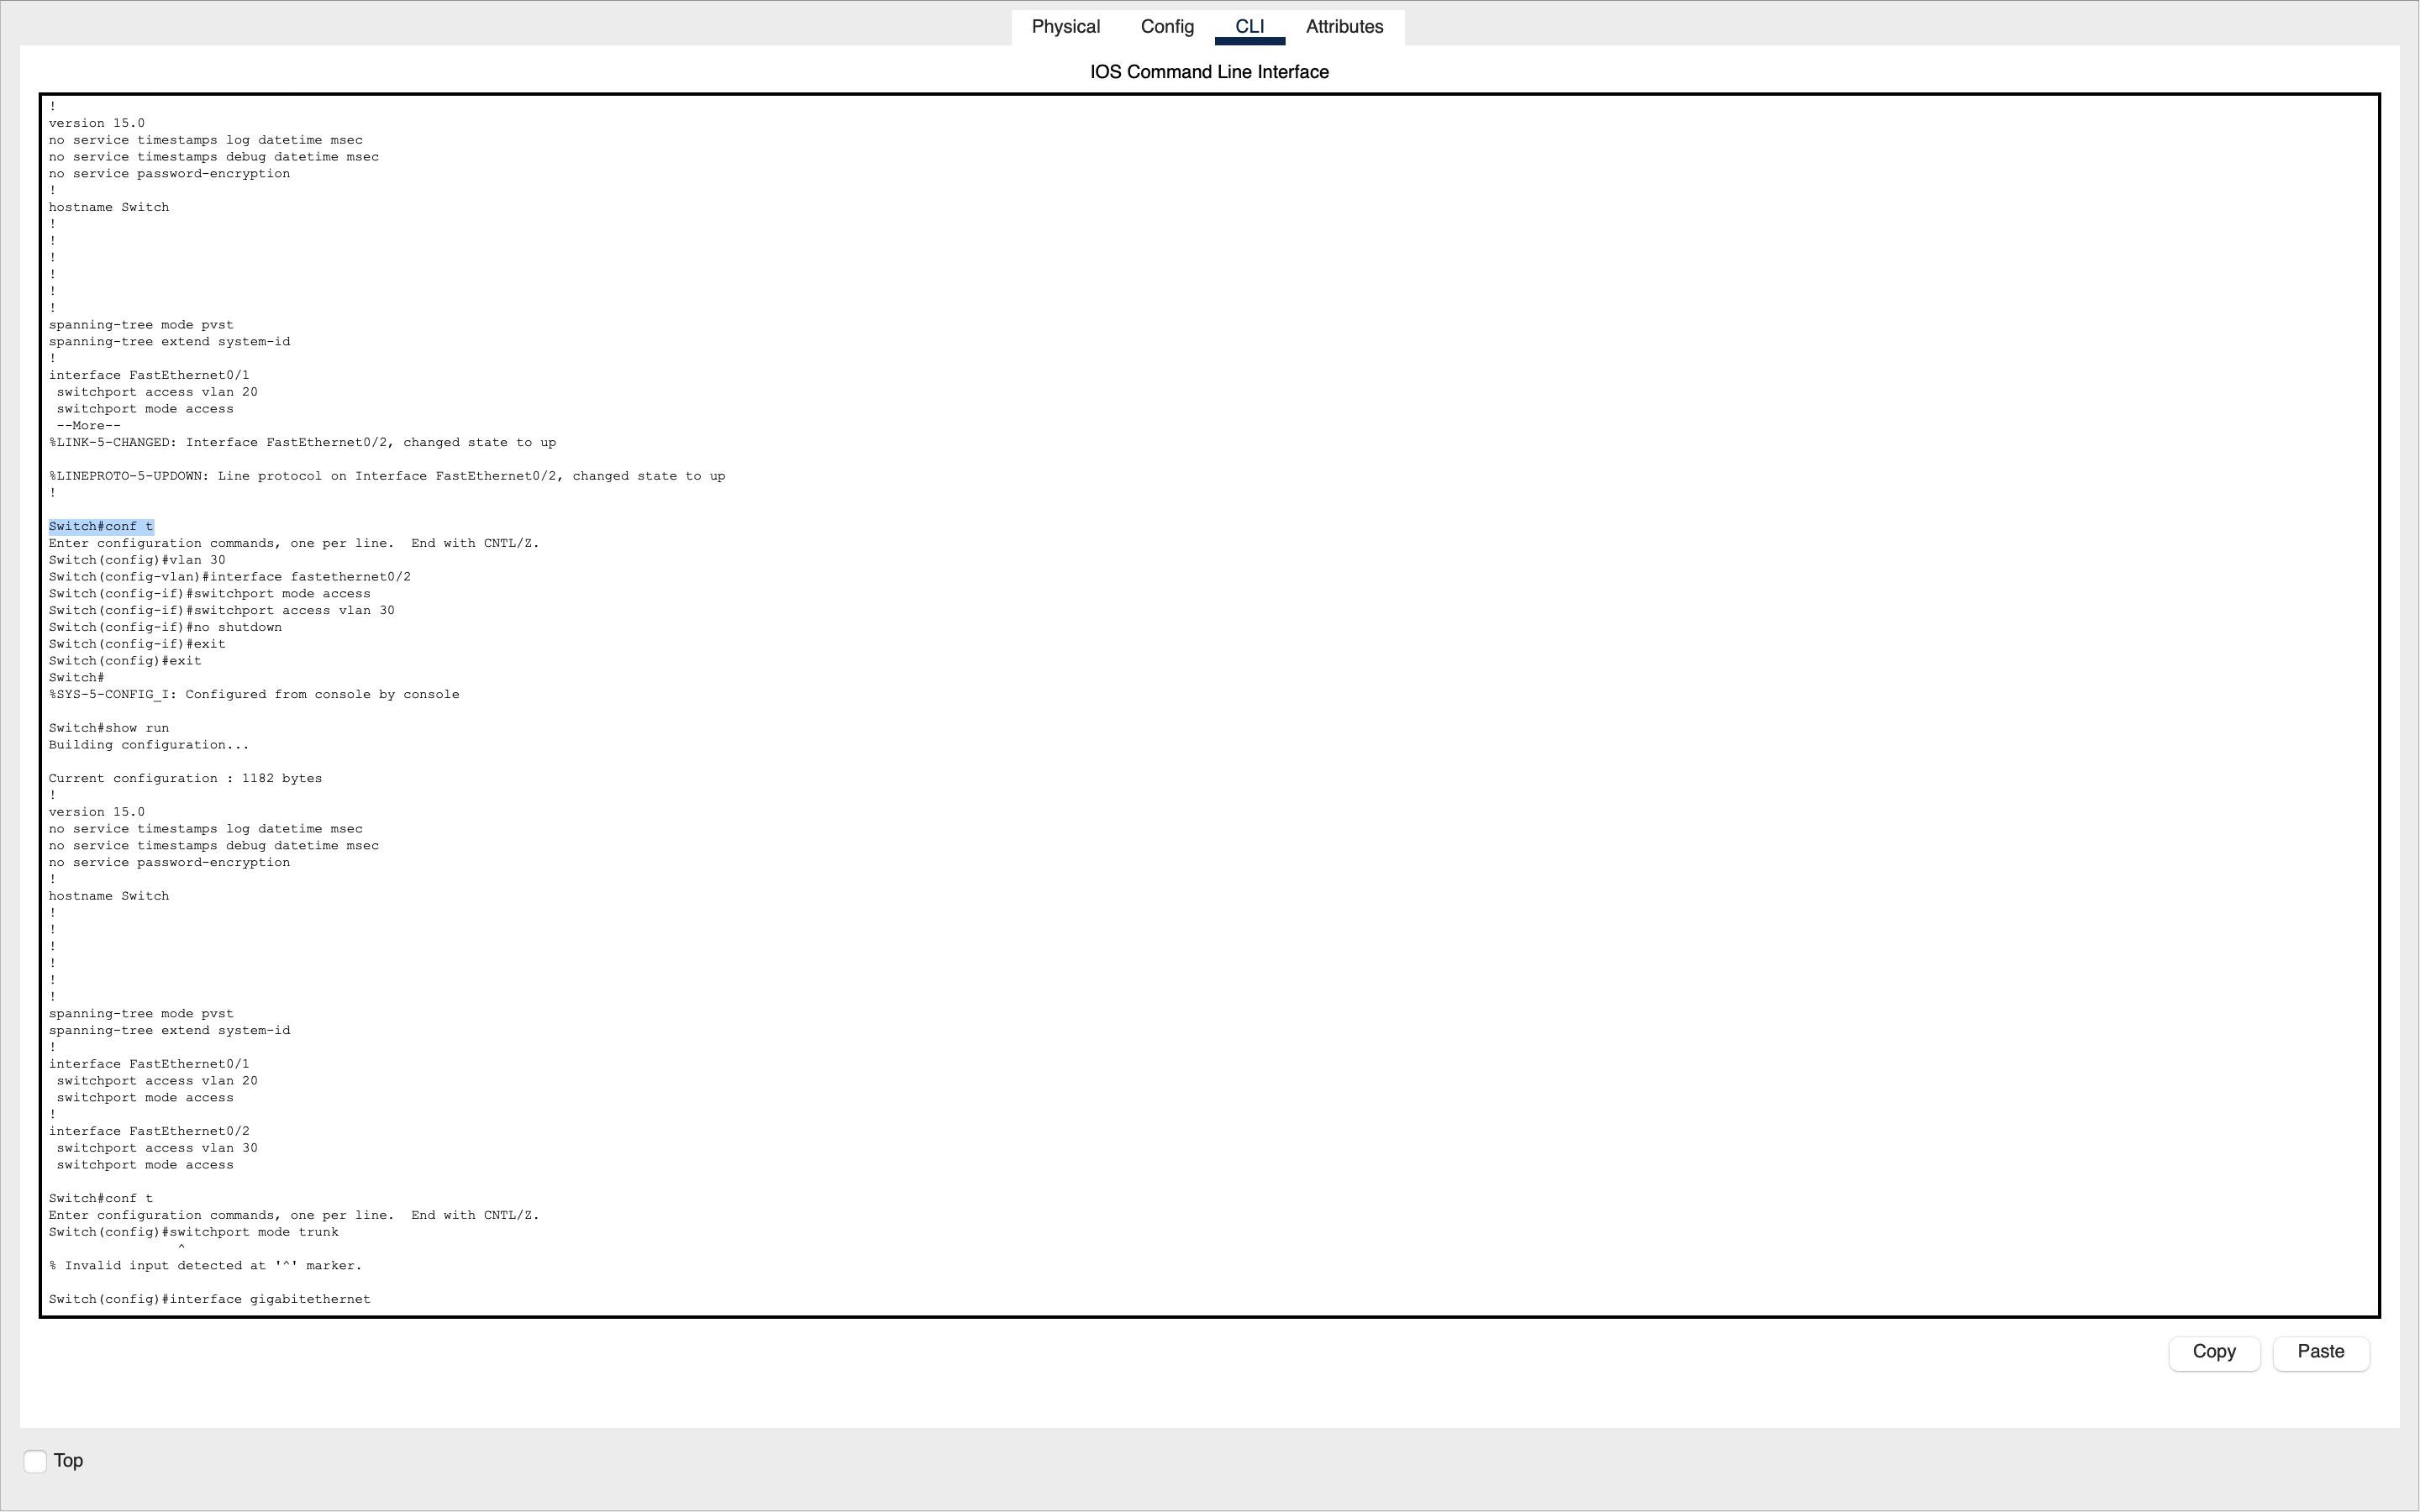 Physical Config CLI Attributes
IOS Command Line Interface
!
version 15.0
no service timestamps log datetime msec
no service timestamps debug datetime msec
no service password-encryption
!
hostname Switch
!
!
!
!
!
!
spanning-tree mode pvst
spanning-tree extend system-id
!
interface FastEthernet0/1
 switchport access vlan 20
 switchport mode access
 --More--
%LINK-5-CHANGED: Interface FastEthernet0/2, changed state to up
%LINEPROTO-5-UPDOWN: Line protocol on Interface FastEthernet0/2, changed state to up
!
Switch#conf t
Enter configuration commands, one per line.  End with CNTL/Z.
Switch(config)#vlan 30
Switch(config-vlan)#interface fastethernet0/2
Switch(config-if)#switchport mode access
Switch(config-if)#switchport access vlan 30
Switch(config-if)#no shutdown
Switch(config-if)#exit
Switch(config)#exit
Switch#
%SYS-5-CONFIG_I: Configured from console by console
Switch#show run
Building configuration...
Current configuration : 1182 bytes
!
version 15.0
no service timestamps log datetime msec
no service timestamps debug datetime msec
no service password-encryption
!
hostname Switch
!
!
!
!
!
!
spanning-tree mode pvst
spanning-tree extend system-id
!
interface FastEthernet0/1
 switchport access vlan 20
 switchport mode access
!
interface FastEthernet0/2
 switchport access vlan 30
 switchport mode access
Switch#conf t
Enter configuration commands, one per line.  End with CNTL/Z.
Switch(config)#switchport mode trunk
^
% Invalid input detected at '^' marker.
Switch(config)#interface gigabitethernet
Copy Paste
Top